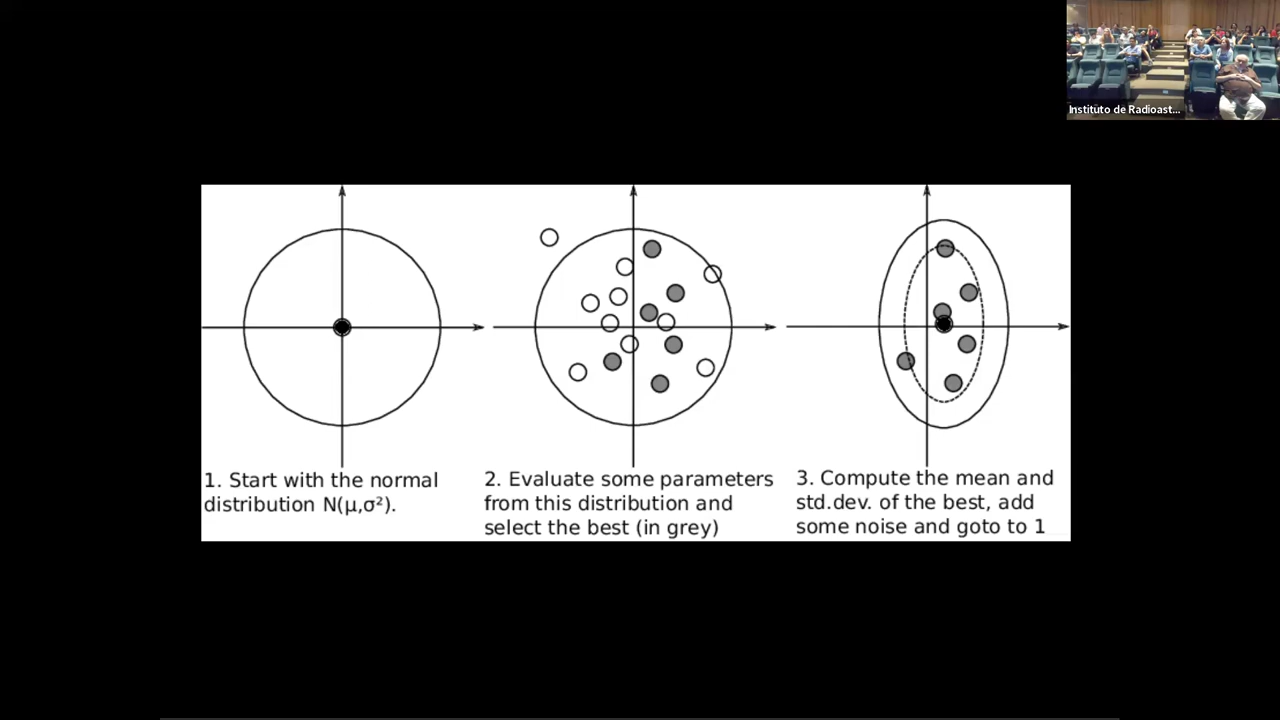 Instituto de Radioast...
1. Start with the normal
distribution N(μ,σ²).
2. Evaluate some parameters
from this distribution and
select the best (in grey)
3. Compute the mean and
std.dev. of the best, add
some noise and goto to 1